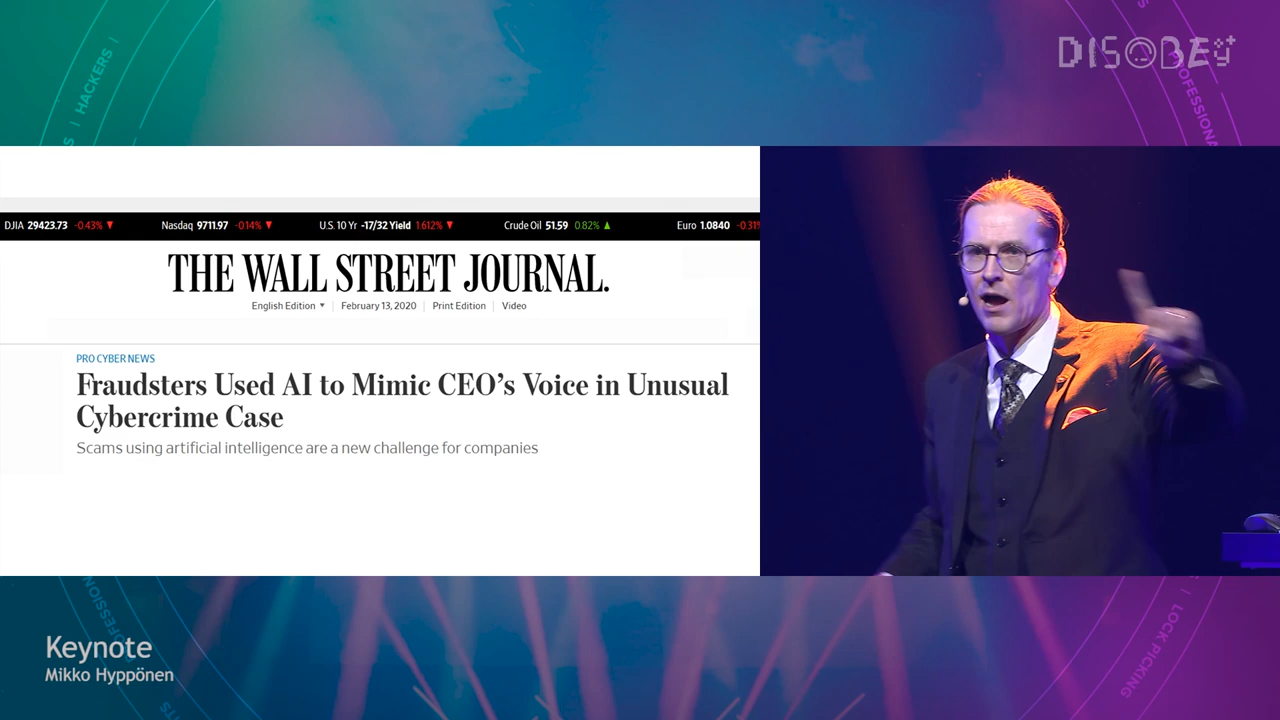 HACKERS
DISOBEY
PROFESSIONA
DJIA 29423.73 -0.43% ▼ Nasdaq 9711.97 -0.14% ▼ U.S. 10 Yr -17/32 Yield 1.612% ▼ Crude Oil 51.59 0.82% ▲ Euro 1.0840 -0.31%
THE WALL STREET JOURNAL.
English Edition ▼ | February 13, 2020 | Print Edition | Video
PRO CYBER NEWS
Fraudsters Used AI to Mimic CEO’s Voice in Unusual
Cybercrime Case
Scams using artificial intelligence are a new challenge for companies
Keynote
Mikko Hyppönen
LOCK PICKING